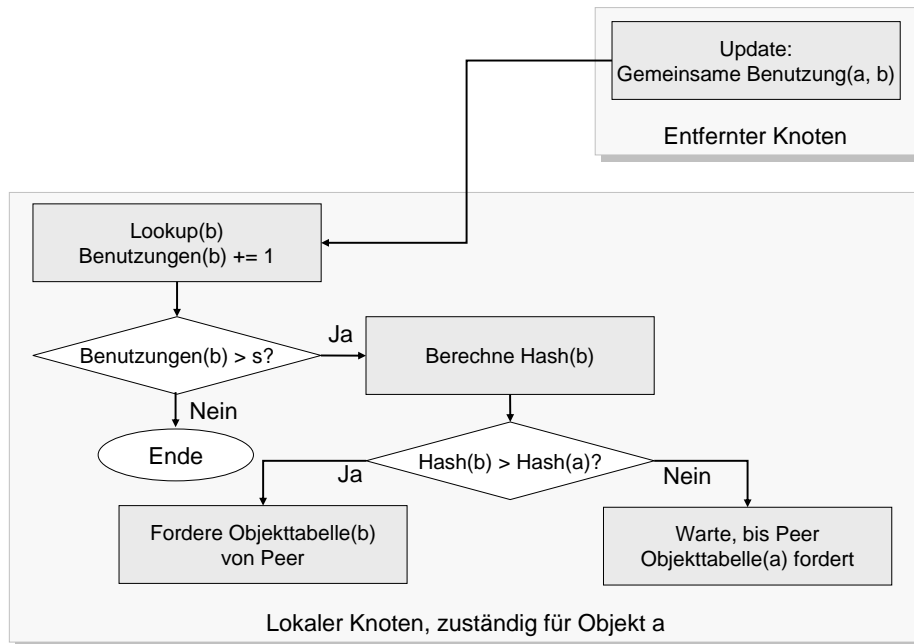 Update:
Gemeinsame Benutzung(a, b)
Entfernter Knoten
Lookup(b)
Benutzungen(b) += 1
Benutzungen(b) > s?
Ja
Berechne Hash(b)
Nein
Ende
Hash(b) > Hash(a)?
Ja
Nein
Fordere Objekttabelle(b)
von Peer
Warte, bis Peer
Objekttabelle(a) fordert
Lokaler Knoten, zuständig für Objekt a